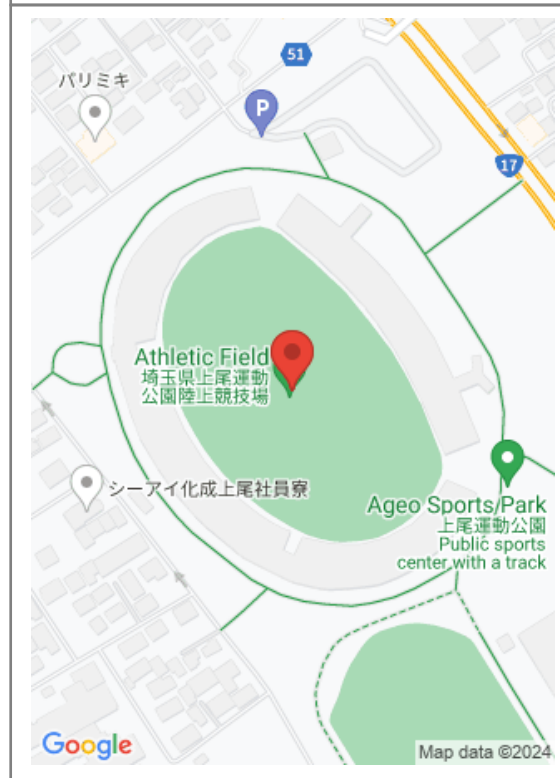 51
パリミキ
P
17
Athletic Field
埼玉県上尾運動
公園陸上競技場
シーアイ化成上尾社員寮
Ageo Sports Park
上尾運動公園
Public sports
center with a track
Google
Map data ©2024